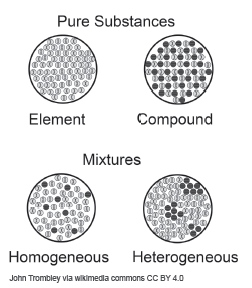 Pure Substances
Element Compound
Mixtures
Homogeneous Heterogeneous
John Trombley via wikimedia commons CC BY 4.0